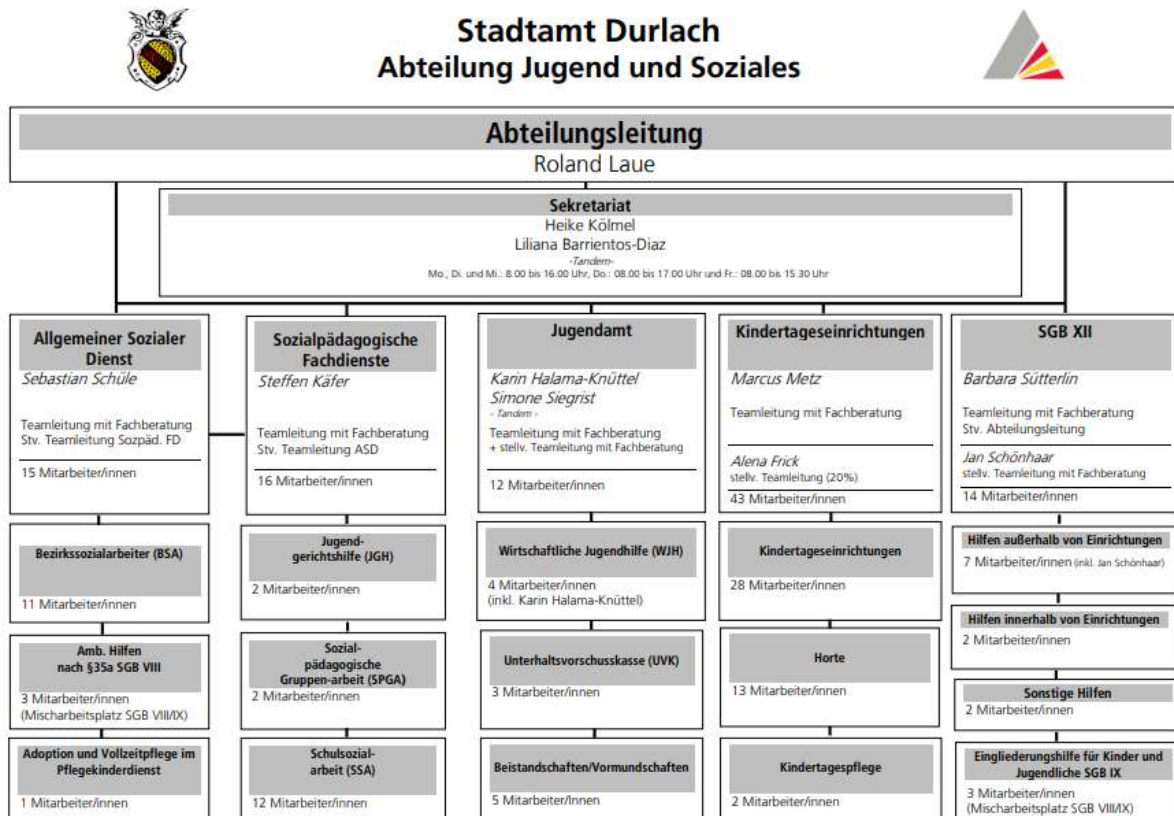 Stadtamt Durlach
Abteilung Jugend und Soziales
Abteilungsleitung
Roland Laue
Sekretariat
Heike Kölmel
Liliana Barrientos-Diaz
-Tandem-
Mo., Di. und Mi.: 8.00 bis 16.00 Uhr, Do.: 08.00 bis 17.00 Uhr und Fr.: 08.00 bis 15.30 Uhr
Allgemeiner Sozialer
Dienst
Sebastian Schüle
Teamleitung mit Fachberatung
Stv. Teamleitung Sozpäd. FD
15 Mitarbeiter/innen
Bezirkssozialarbeiter (BSA)
11 Mitarbeiter/innen
Amb. Hilfen
nach §35a SGB VIII
3 Mitarbeiter/innen
(Mischarbeitsplatz SGB VIII/IX)
Adoption und Vollzeitpflege im
Pflegekinderdienst
1 Mitarbeiter/Innen
Sozialpädagogische
Fachdienste
Steffen Käfer
Teamleitung mit Fachberatung
Stv. Teamleitung ASD
16 Mitarbeiter/innen
Jugend-
gerichtshilfe (JGH)
2 Mitarbeiter/innen
Sozial-
pädagogische
Gruppen-arbeit (SPGA)
2 Mitarbeiter/innen
Schulsozial-
arbeit (SSA)
12 Mitarbeiter/innen
Jugendamt
Karin Halama-Knüttel
Simone Siegrist
- Tandem -
Teamleitung mit Fachberatung
+ stellv. Teamleitung mit Fachberatung
12 Mitarbeiter/innen
Wirtschaftliche Jugendhilfe (WJH)
4 Mitarbeiter/innen
(inkl. Karin Halama-Knüttel)
Unterhaltsvorschusskasse (UVK)
3 Mitarbeiter/innen
Beistandschaften/Vormundschaften
5 Mitarbeiter/Innen
Kindertageseinrichtungen
Marcus Metz
Teamleitung mit Fachberatung
Alena Frick
stellv. Teamleitung (20%)
43 Mitarbeiter/innen
Kindertageseinrichtungen
28 Mitarbeiter/innen
Horte
13 Mitarbeiter/innen
Kindertagespflege
2 Mitarbeiter/innen
SGB XII
Barbara Sütterlin
Teamleitung mit Fachberatung
Stv. Abteilungsleitung
Jan Schönhaar
stellv. Teamleitung mit Fachberatung
14 Mitarbeiter/innen
Hilfen außerhalb von Einrichtungen
7 Mitarbeiter/innen (inkl. Jan Schönhaar)
Hilfen innerhalb von Einrichtungen
2 Mitarbeiter/innen
Sonstige Hilfen
2 Mitarbeiter/innen
Eingliederungshilfe für Kinder und
Jugendliche SGB IX
3 Mitarbeiter/innen
(Mischarbeitsplatz SGB VIII/IX)